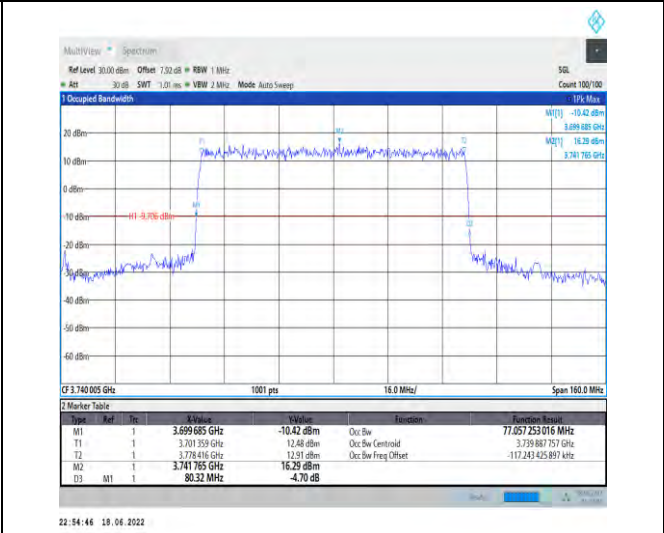 MultiView Spectrum
Ref Level 30.00 dBm Offset 7.92 dB RBW 1 MHz SGL
Att 30 dB SWT 1.01 ms VBW 2 MHz Mode Auto Sweep Count 100/100
1 Occupied Bandwidth 1Pk Max
M1[1] -10.42 dBm
3.699 685 GHz
M2[1] 16.29 dBm
3.741 765 GHz
20 dBm
M2
T1
T2
10 dBm
0 dBm
M1
-10 dBm
H1 -9.706 dBm
D3
-20 dBm
-30 dBm
-40 dBm
-50 dBm
-60 dBm
CF 3.740 005 GHz 1001 pts 16.0 MHz/ Span 160.0 MHz
2 Marker Table
Type Ref Trc X-Value Y-Value Function Function Result
M1 1 3.699 685 GHz -10.42 dBm Occ Bw 77.057 253 016 MHz
T1 1 3.701 359 GHz 12.48 dBm Occ Bw Centroid 3.739 887 757 GHz
T2 1 3.778 416 GHz 12.91 dBm Occ Bw Freq Offset -117.243 425 897 kHz
M2 1 3.741 765 GHz 16.29 dBm
D3 M1 1 80.32 MHz -4.70 dB
22:54:46 18.06.2022